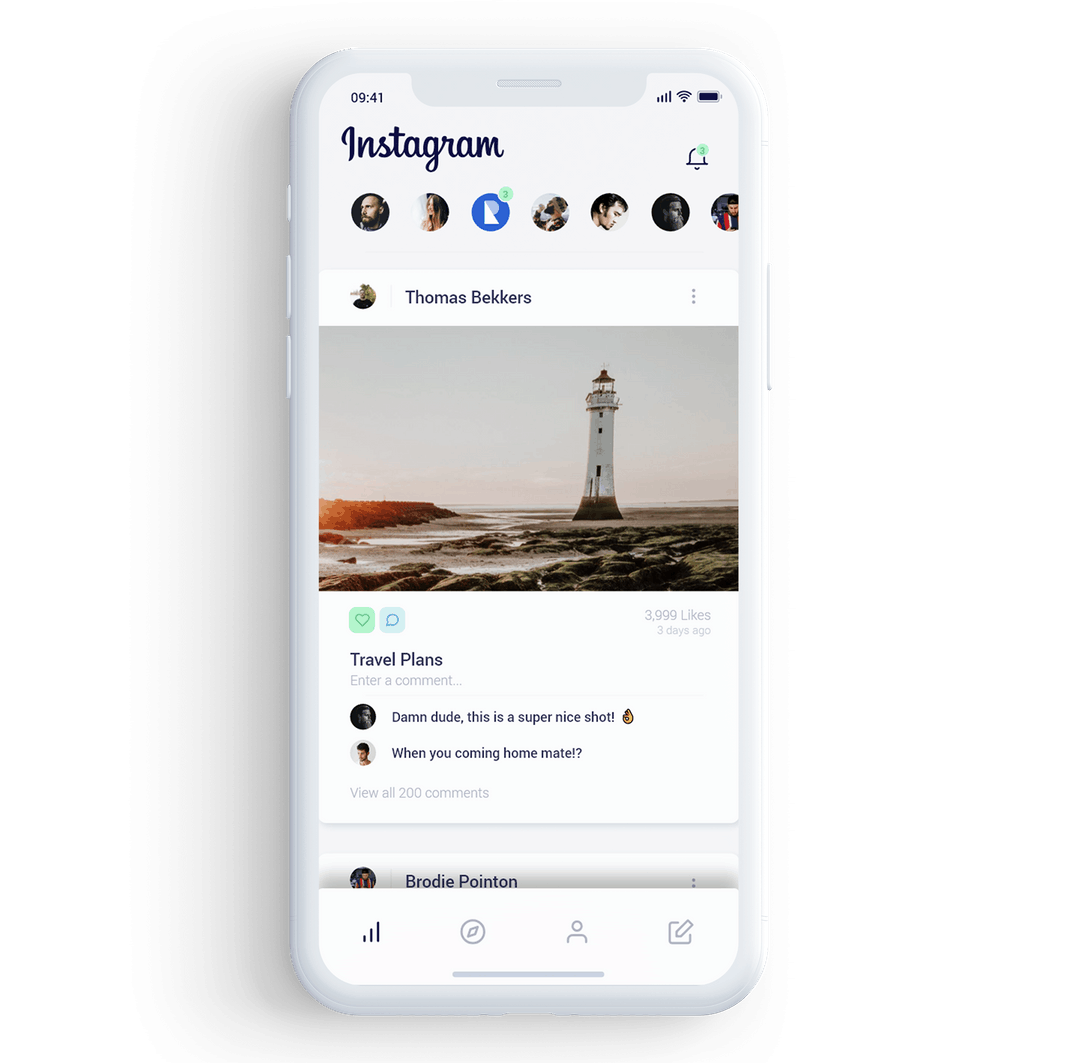 09:41
Instagram
3
3
Thomas Bekkers
3,999 Likes
3 days ago
Travel Plans
Enter a comment...
Damn dude, this is a super nice shot! 👌
When you coming home mate!?
View all 200 comments
Brodie Pointon